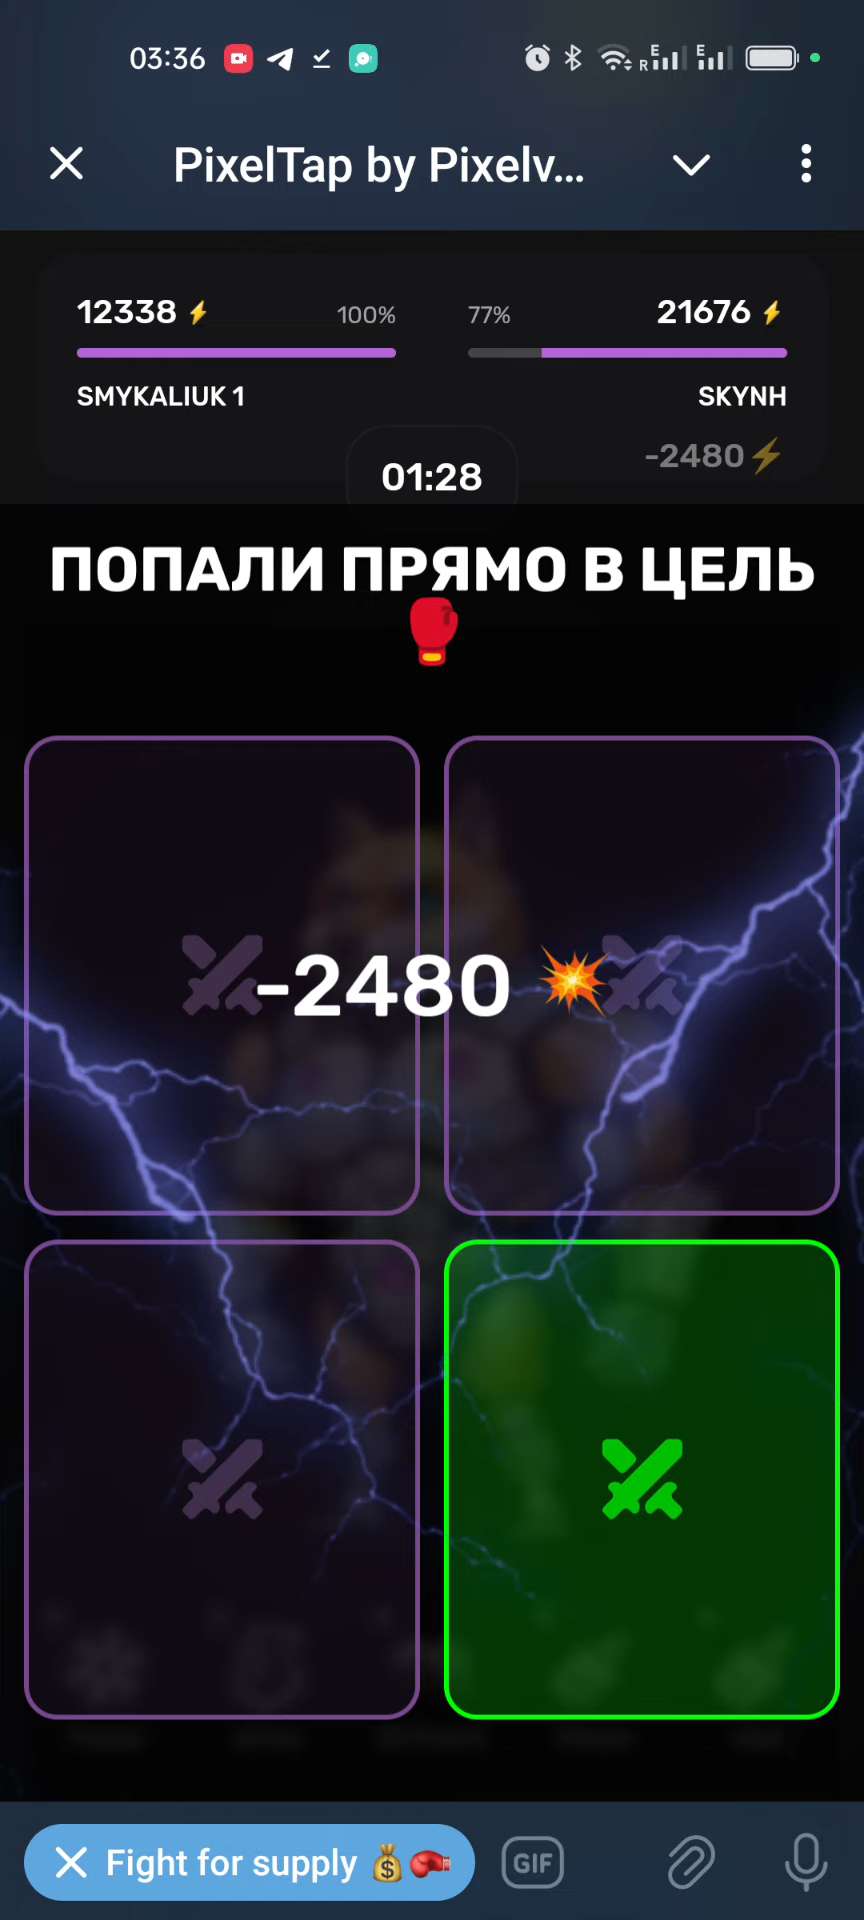 03:36
PixelTap by Pixelv...
12338 100% 77% 21676
SMYKALIUK 1 SKYNH
-2480
01:28
ПОПАЛИ ПРЯМО В ЦЕЛЬ
-2480
Fight for supply
GIF